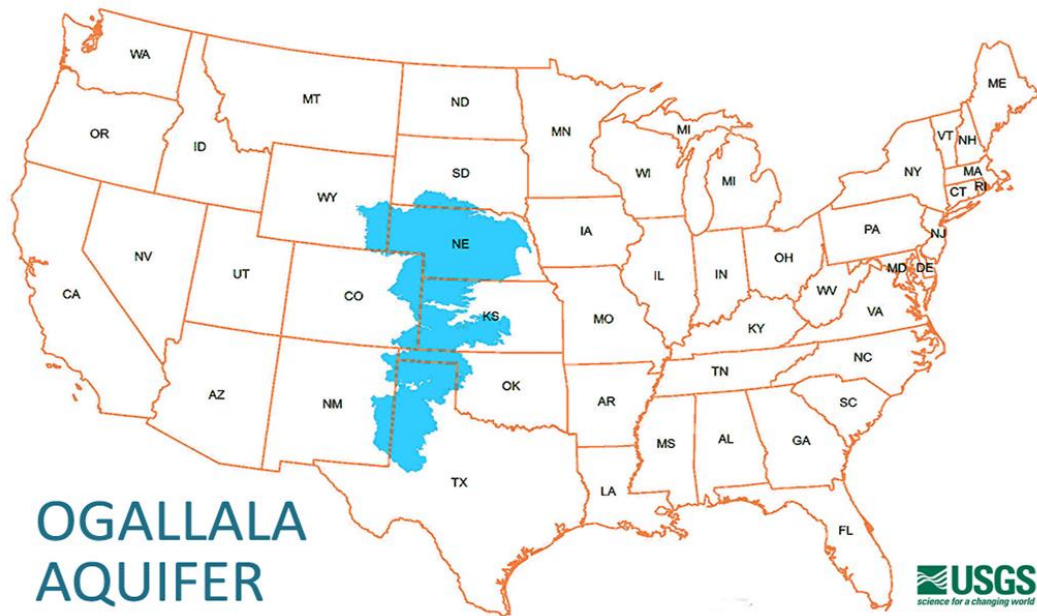 WA
MT
ND
MN
ME
OR
ID
SD
WI
MI
MI
NY
VT
NH
MA
CT
RI
WY
NE
IA
PA
NJ
NV
UT
CO
KS
IL
IN
OH
MD
DE
WV
VA
CA
MO
KY
AZ
NM
OK
AR
TN
NC
SC
MS
AL
GA
TX
LA
FL
OGALLALA
AQUIFER
USGS
science for a changing world